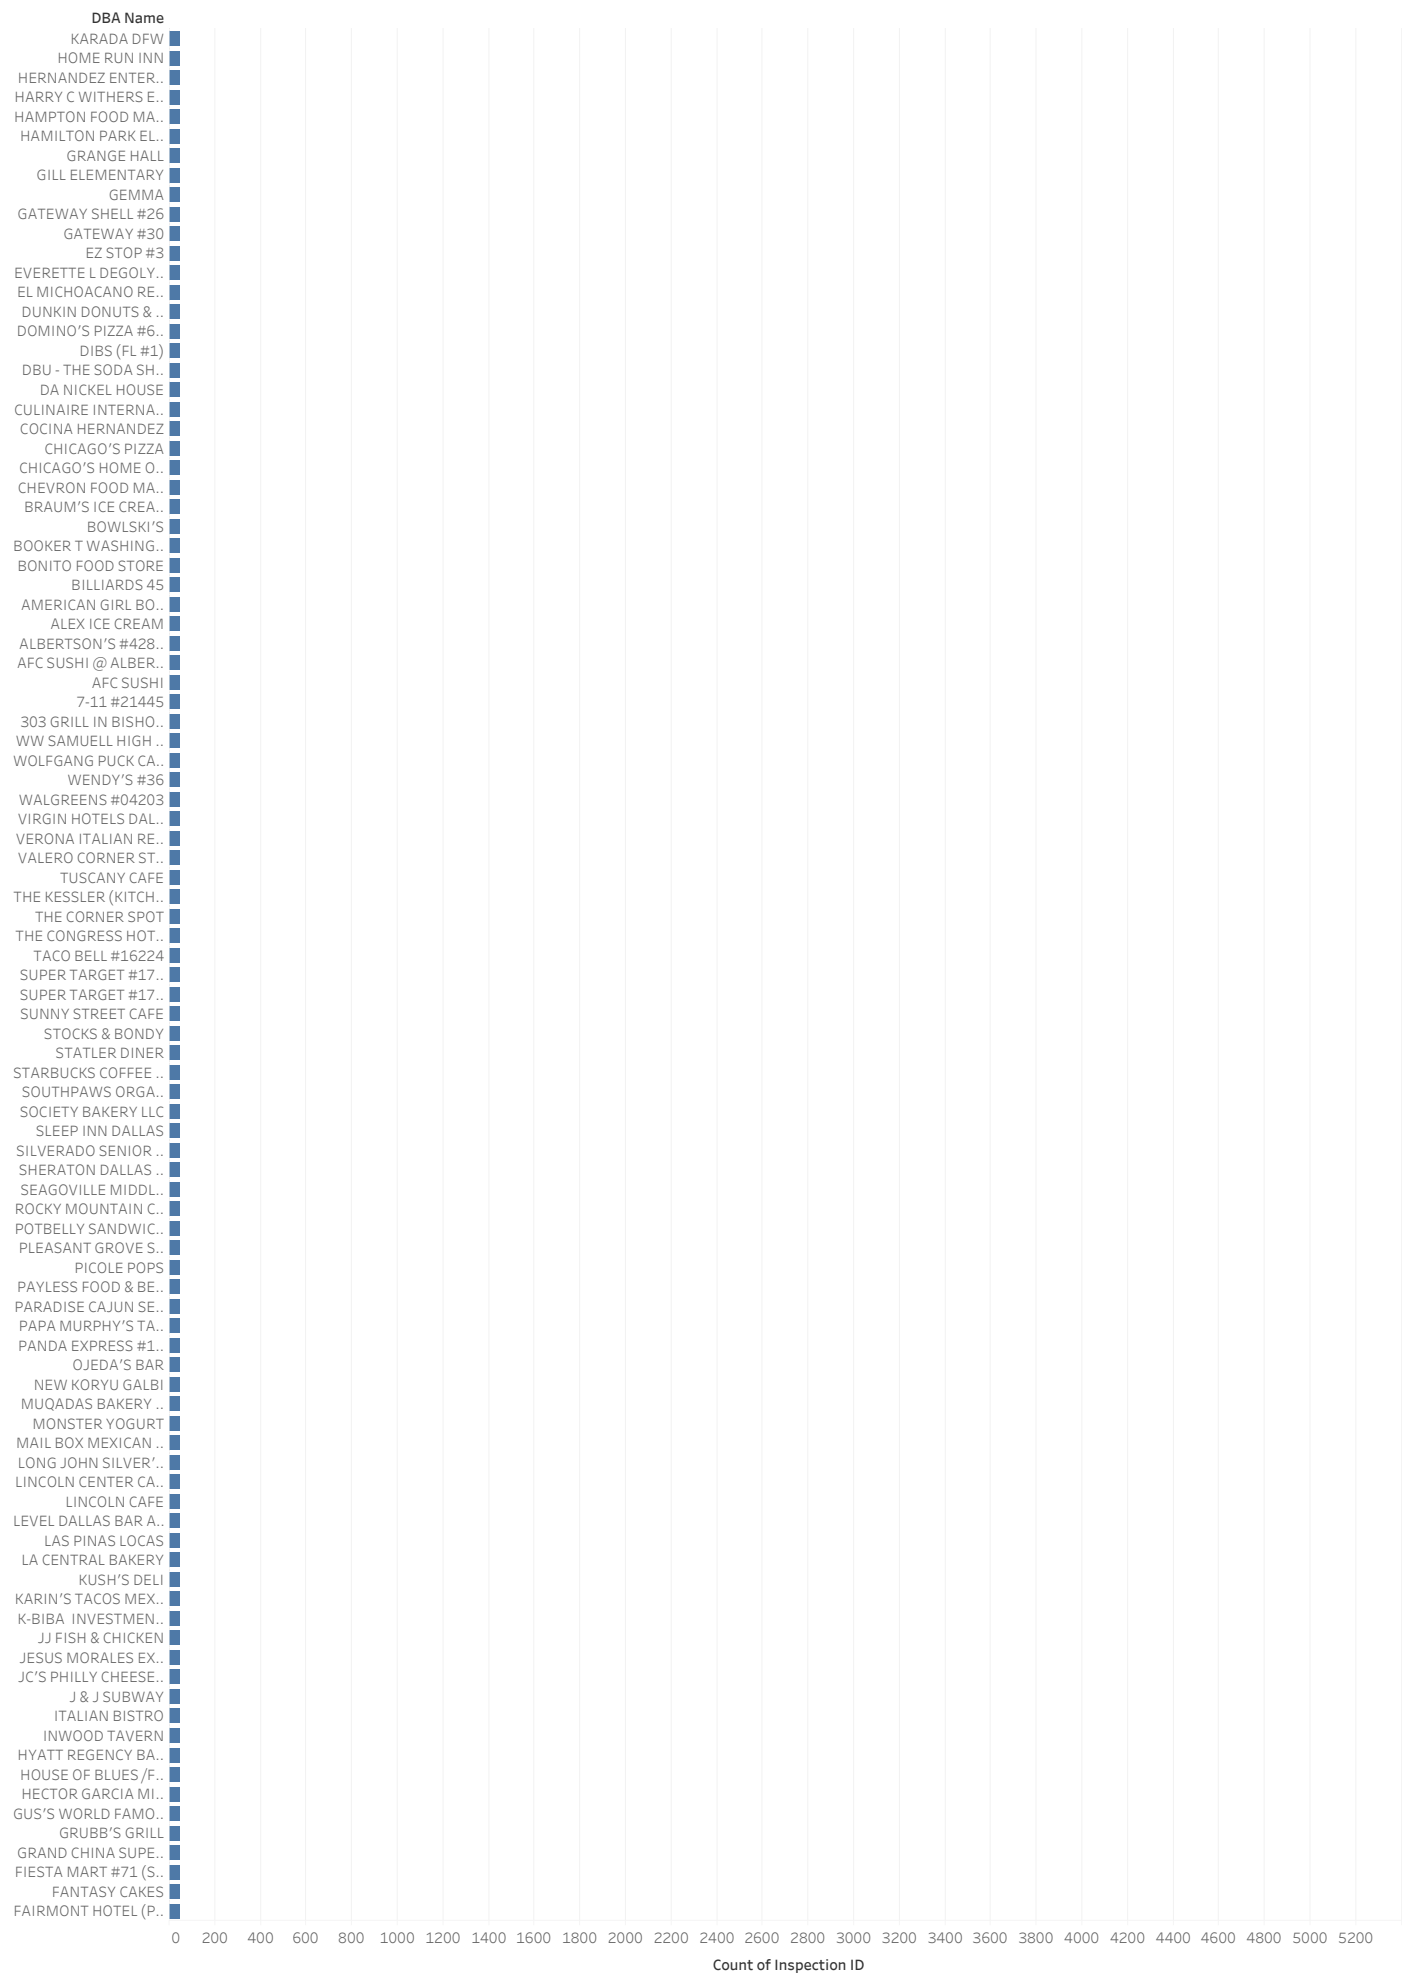 DBA Name
KARADA DFW
HOME RUN INN
HERNANDEZ ENTER..
HARRY C WITHERS E..
HAMPTON FOOD MA..
HAMILTON PARK EL..
GRANGE HALL
GILL ELEMENTARY
GEMMA
GATEWAY SHELL #26
GATEWAY #30
EZ STOP #3
EVERETTE L DEGOLY..
EL MICHOACANO RE..
DUNKIN DONUTS & ..
DOMINO'S PIZZA #6..
DIBS (FL #1)
DBU - THE SODA SH..
DA NICKEL HOUSE
CULINAIRE INTERNA..
COCINA HERNANDEZ
CHICAGO'S PIZZA
CHICAGO'S HOME O..
CHEVRON FOOD MA..
BRAUM'S ICE CREA..
BOWLSKI'S
BOOKER T WASHING..
BONITO FOOD STORE
BILLIARDS 45
AMERICAN GIRL BO..
ALEX ICE CREAM
ALBERTSON'S #428..
AFC SUSHI @ ALBER..
AFC SUSHI
7-11 #21445
303 GRILL IN BISHO..
WW SAMUELL HIGH ..
WOLFGANG PUCK CA..
WENDY'S #36
WALGREENS #04203
VIRGIN HOTELS DAL..
VERONA ITALIAN RE..
VALERO CORNER ST..
TUSCANY CAFE
THE KESSLER (KITCH..
THE CORNER SPOT
THE CONGRESS HOT..
TACO BELL #16224
SUPER TARGET #17..
SUPER TARGET #17..
SUNNY STREET CAFE
STOCKS & BONDY
STATLER DINER
STARBUCKS COFFEE ..
SOUTHPAWS ORGA..
SOCIETY BAKERY LLC
SLEEP INN DALLAS
SILVERADO SENIOR ..
SHERATON DALLAS ..
SEAGOVILLE MIDDL..
ROCKY MOUNTAIN C..
POTBELLY SANDWIC..
PLEASANT GROVE S..
PICOLE POPS
PAYLESS FOOD & BE..
PARADISE CAJUN SE..
PAPA MURPHY'S TA..
PANDA EXPRESS #1..
OJEDA'S BAR
NEW KORYU GALBI
MUQADAS BAKERY ..
MONSTER YOGURT
MAIL BOX MEXICAN ..
LONG JOHN SILVER'..
LINCOLN CENTER CA..
LINCOLN CAFE
LEVEL DALLAS BAR A..
LAS PINAS LOCAS
LA CENTRAL BAKERY
KUSH'S DELI
KARIN'S TACOS MEX..
K-BIBA  INVESTMEN..
JJ FISH & CHICKEN
JESUS MORALES EX..
JC'S PHILLY CHEESE..
J & J SUBWAY
ITALIAN BISTRO
INWOOD TAVERN
HYATT REGENCY BA..
HOUSE OF BLUES /F..
HECTOR GARCIA MI..
GUS'S WORLD FAMO..
GRUBB'S GRILL
GRAND CHINA SUPE..
FIESTA MART #71 (S..
FANTASY CAKES
FAIRMONT HOTEL (P..
0 200 400 600 800 1000 1200 1400 1600 1800 2000 2200 2400 2600 2800 3000 3200 3400 3600 3800 4000 4200 4400 4600 4800 5000 5200
Count of Inspection ID